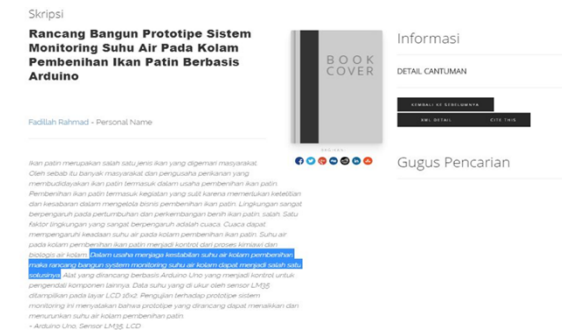 Skripsi
Rancang Bangun Prototipe Sistem
Monitoring Suhu Air Pada Kolam
Pembenihan Ikan Patin Berbasis
Arduino
Fadillah Rahmad - Personal Name
Ikan patin merupakan salah satu jenis ikan yang digemari masyarakat.
Oleh sebab itu banyak masyarakat dan pengusaha perikanan yang
membudidayakan ikan patin termasuk dalam usaha pembenihan ikan patin.
Pembenihan ikan patin termasuk kegiatan yang sulit karena memerlukan ketelitian
dan kesabaran dalam mengelola bisnis pembenihan ikan patin. Lingkungan sangat
berpengaruh pada pertumbuhan dan perkembangan benih ikan patin, salah. Satu
faktor lingkungan yang sangat berpengaruh adalah cuaca. Cuaca dapat
mempengaruhi keadaan suhu air pada kolam pembenihan ikan patin. Suhu air
pada kolam pembenihan ikan patin menjadi kontrol dari proses kimiawi dan
biologis air kolam. Dalam usaha menjaga kestabilan suhu air kolam pembenihan,
maka rancang bangun system monitoring suhu air kolam dapat menjadi salah satu
solusinya. Alat yang dirancang berbasis Arduino Uno yang menjadi kontrol untuk
pengendali komponen lainnya. Data suhu yang di ukur oleh sensor LM35
ditampilkan pada layar LCD 16x2. Pengujian terhadap prototipe sistem
monitoring ini menyatakan bahwa prototipe yang dirancang dapat menaikkan dan
menurunkan suhu air kolam pembenihan patin.
- Arduino Uno, Sensor LM35, LCD
BOOK
COVER
Informasi
DETAIL CANTUMAN
KEMBALI KE SEBELUMNYA
XML DETAIL
CITE THIS
Gugus Pencarian